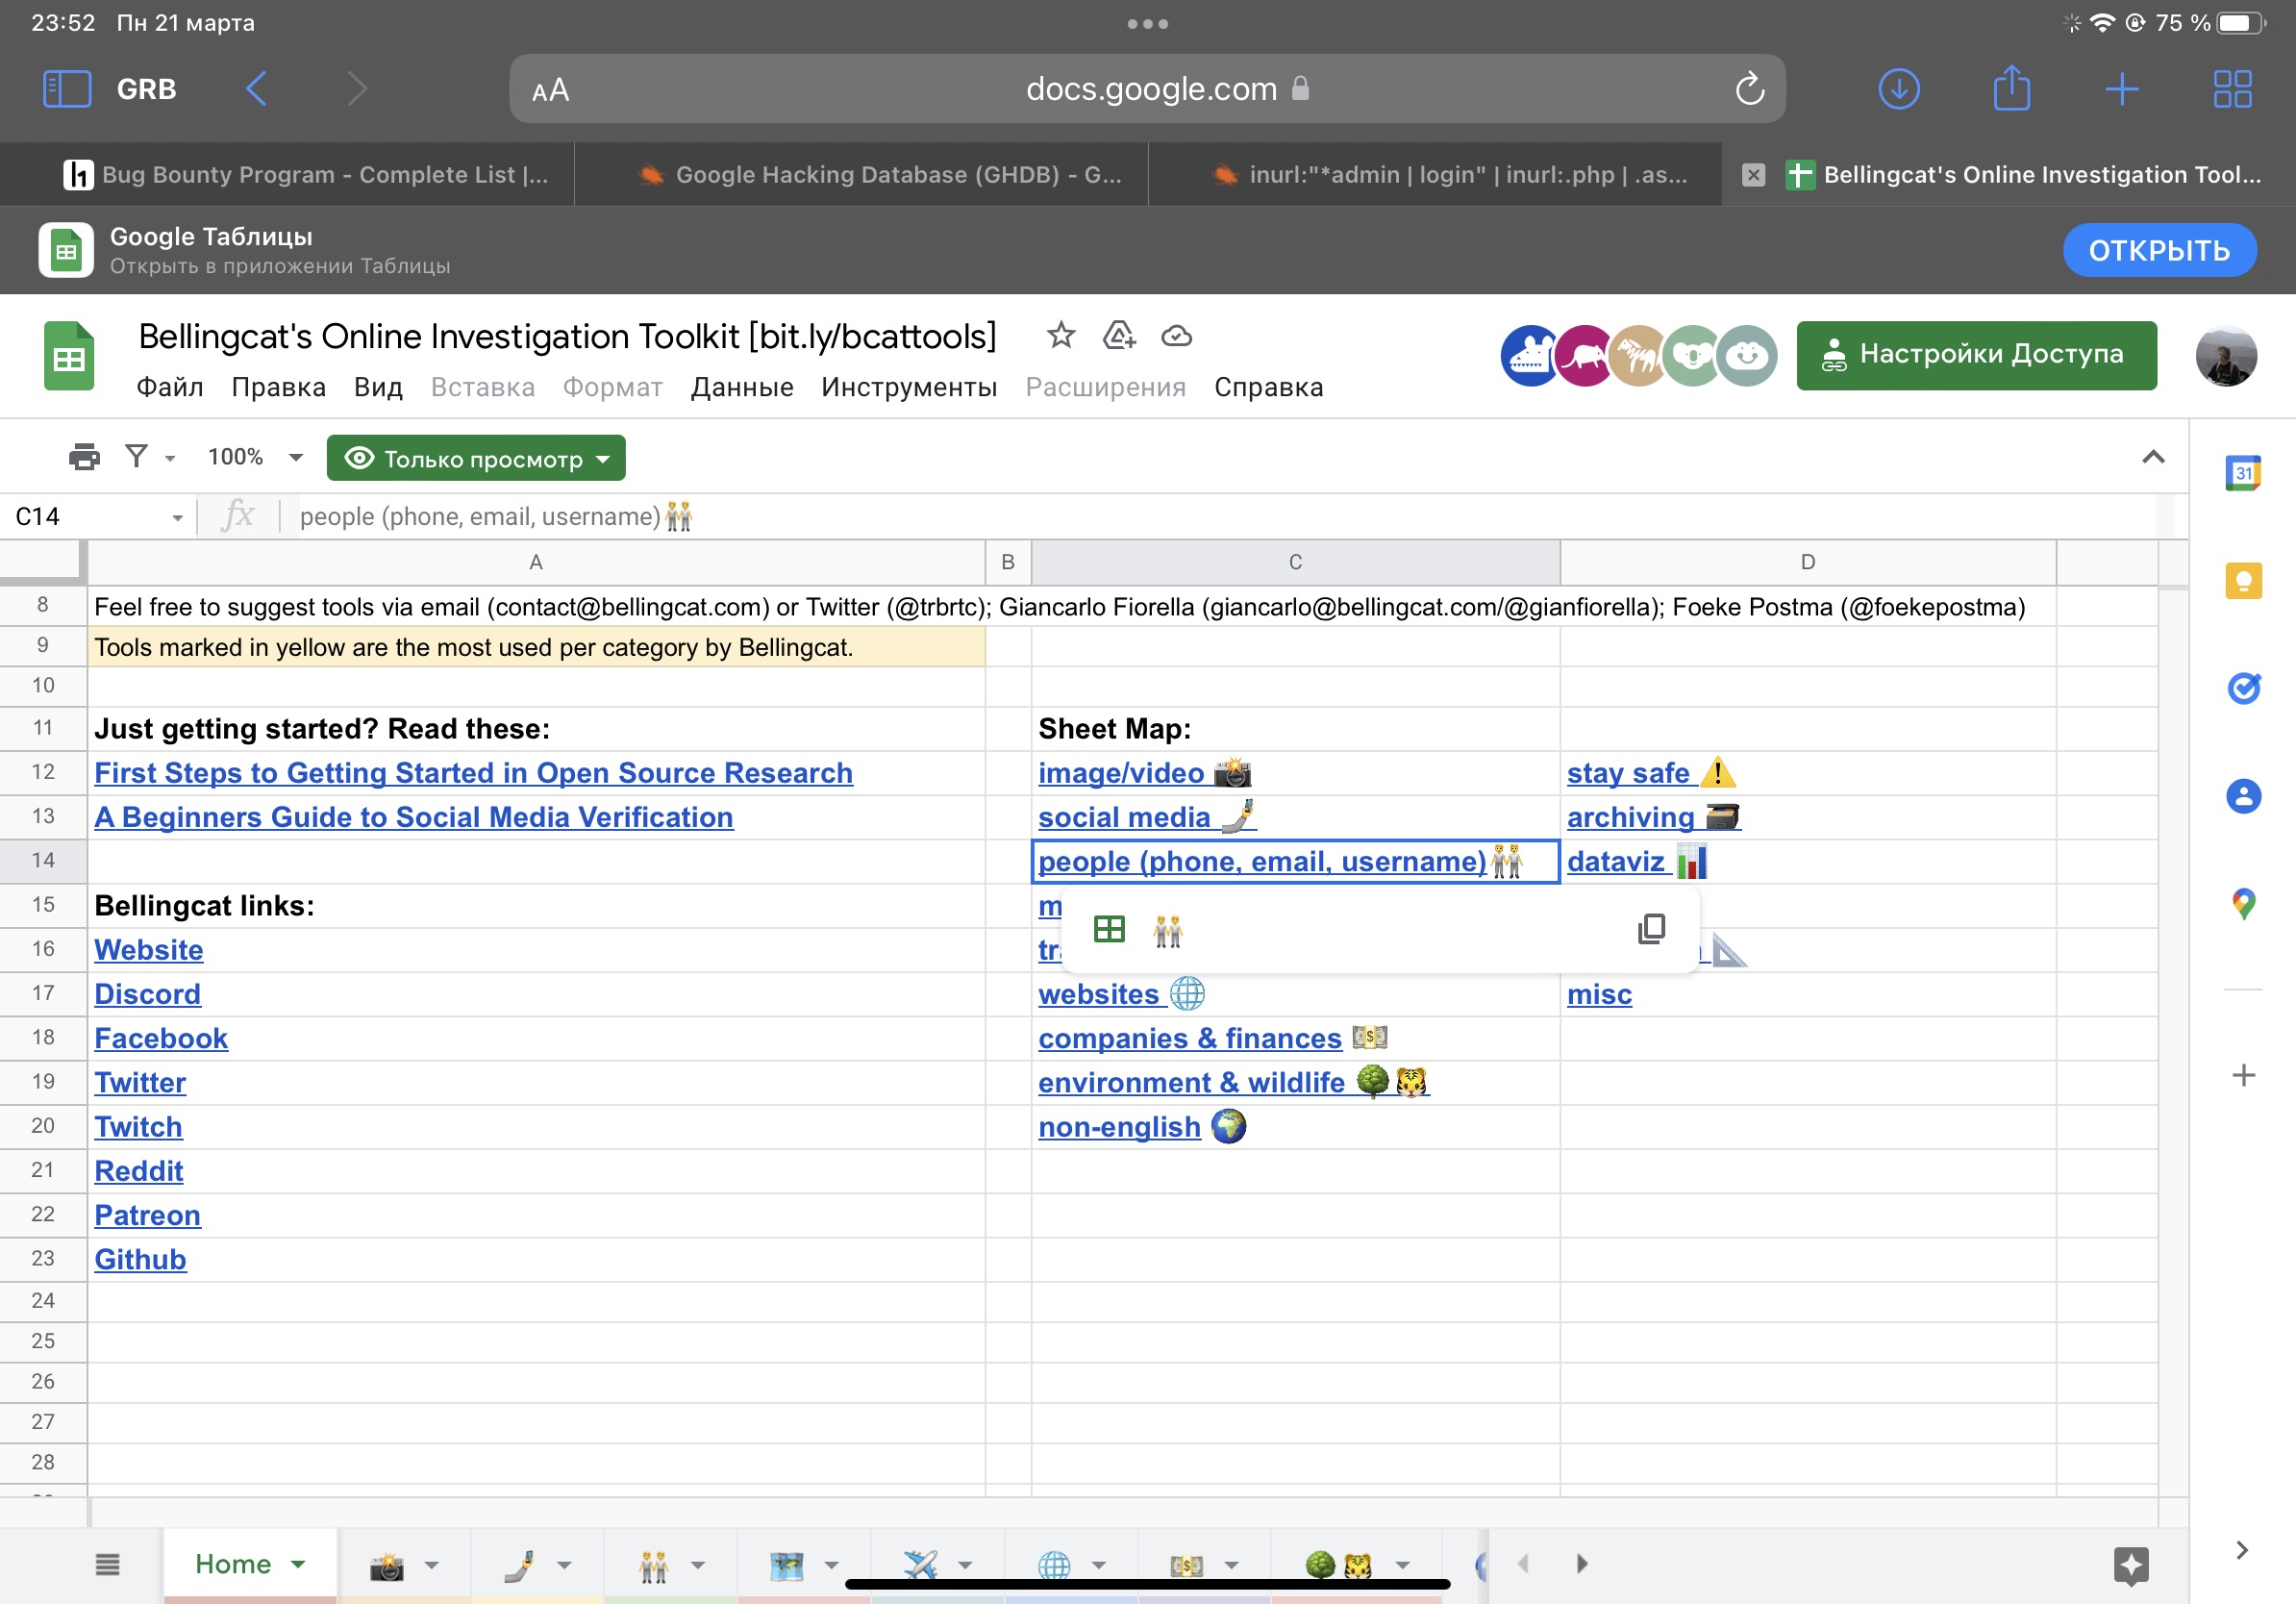 23:52 Пн 21 марта
75 %
GRB
AA
docs.google.com
Bug Bounty Program - Complete List |...
Google Hacking Database (GHDB) - G...
inurl:"*admin | login" | inurl:.php | .as...
Bellingcat's Online Investigation Tool...
Google Таблицы
Открыть в приложении Таблицы
ОТКРЫТЬ
Bellingcat's Online Investigation Toolkit [bit.ly/bcattools]
Файл Правка Вид Вставка Формат Данные Инструменты Расширения Справка
Настройки Доступа
100%
Только просмотр
31
C14
fx
people (phone, email, username)👬
A B C D
8 Feel free to suggest tools via email (contact@bellingcat.com) or Twitter (@trbrtc); Giancarlo Fiorella (giancarlo@bellingcat.com/@gianfiorella); Foeke Postma (@foekepostma)
9 Tools marked in yellow are the most used per category by Bellingcat.
10
11 Just getting started? Read these: Sheet Map:
12 First Steps to Getting Started in Open Source Research image/video 📸 stay safe ⚠️
13 A Beginners Guide to Social Media Verification social media 🤳 archiving 🗃️
14 people (phone, email, username)👬 dataviz 📊
15 Bellingcat links:
16 Website
17 Discord websites 🌐 misc
18 Facebook companies & finances 💵
19 Twitter environment & wildlife 🌳🐯
20 Twitch non-english 🌍
21 Reddit
22 Patreon
23 Github
24
25
26
27
28
Home